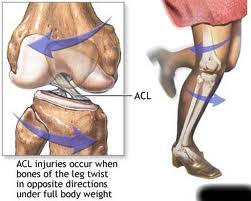 ACL
ACL injuries occur when
bones of the leg twist
in opposite directions
under full body weight